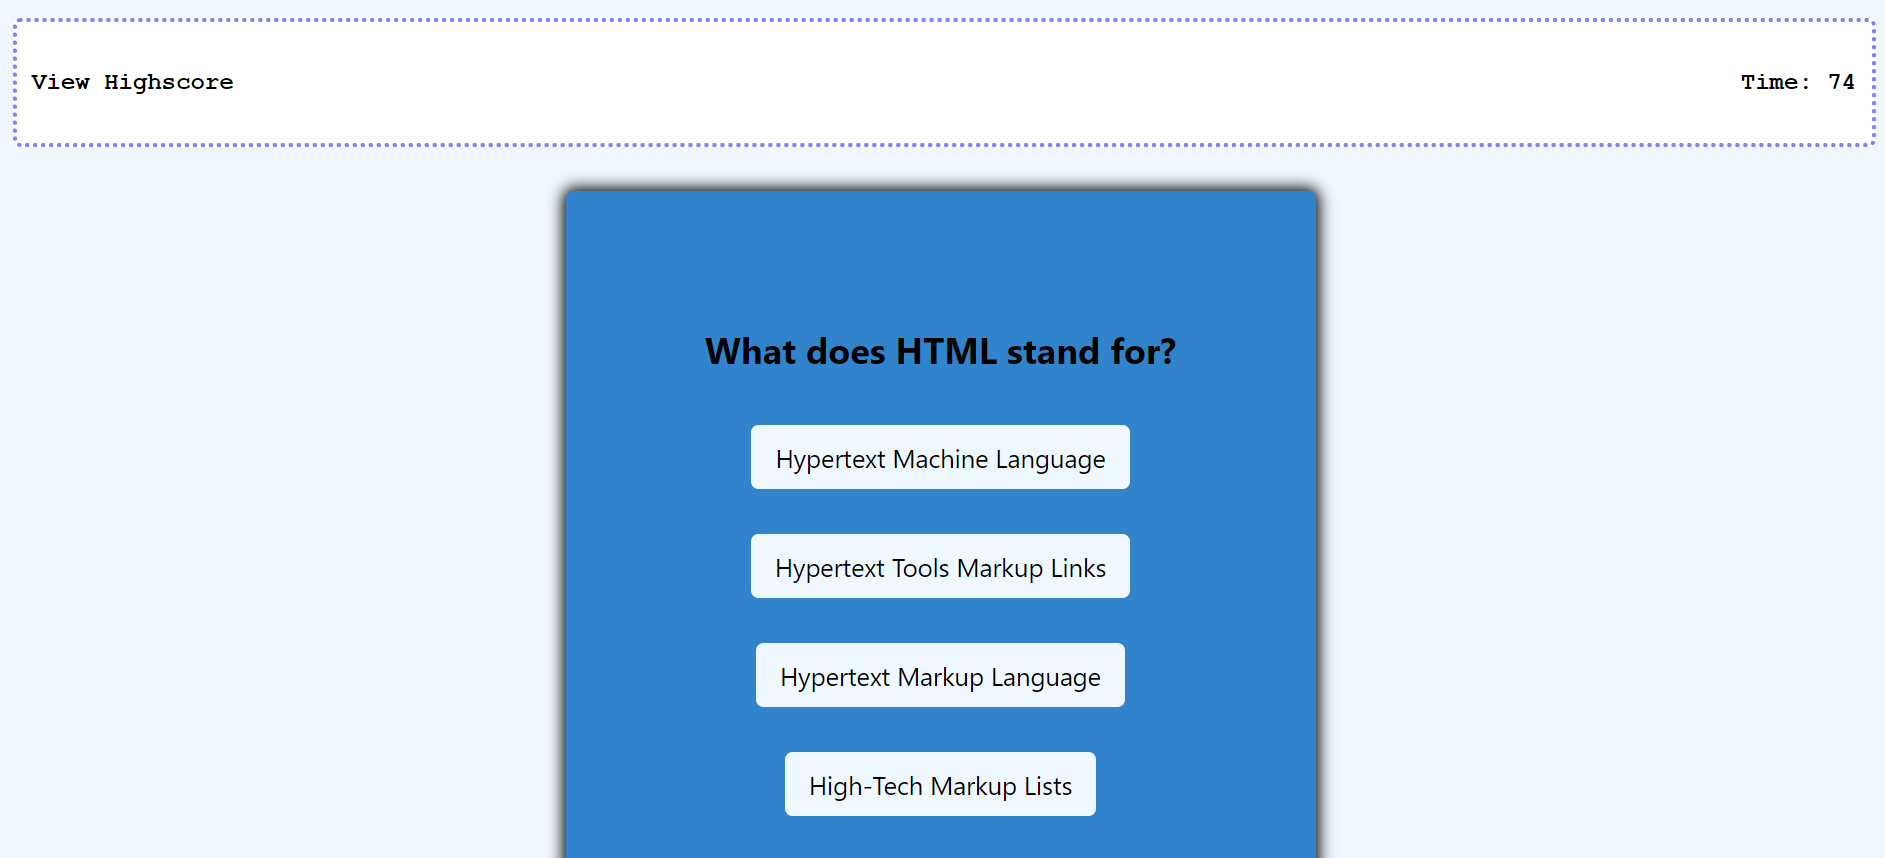 View Highscore
Time: 74
What does HTML stand for?
Hypertext Machine Language
Hypertext Tools Markup Links
Hypertext Markup Language
High-Tech Markup Lists